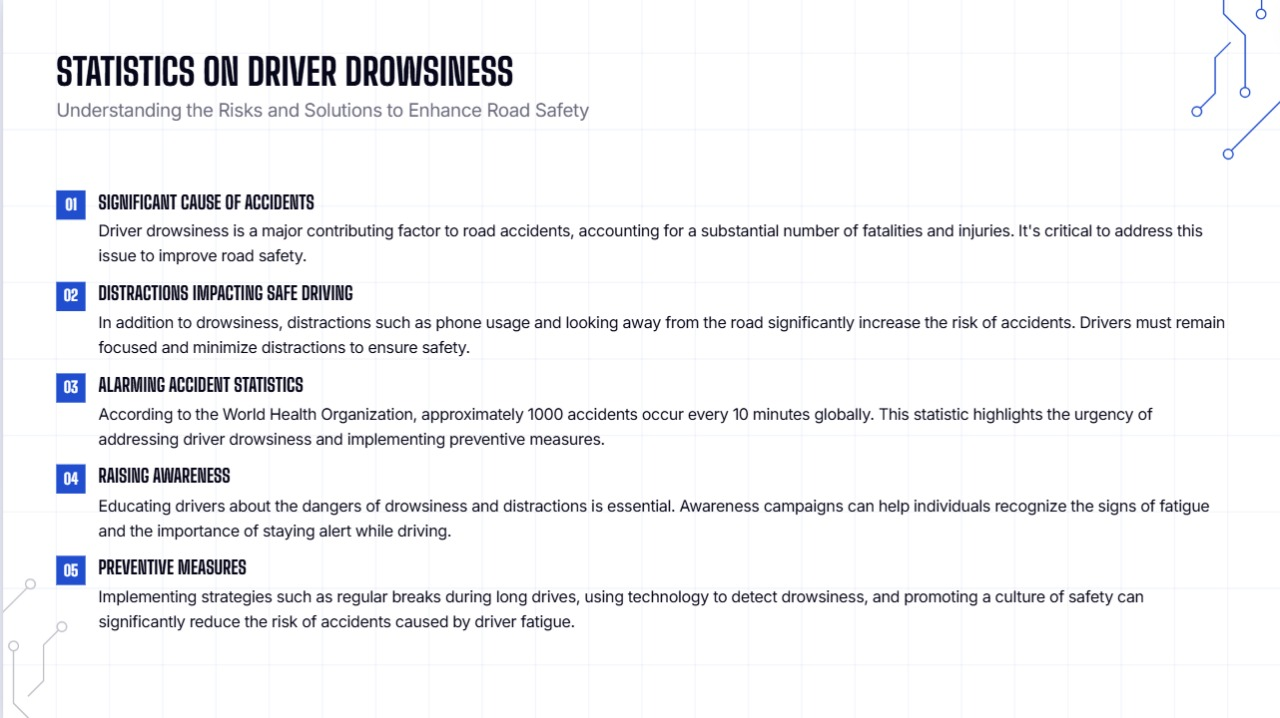 STATISTICS ON DRIVER DROWSINESS
Understanding the Risks and Solutions to Enhance Road Safety
01 SIGNIFICANT CAUSE OF ACCIDENTS
Driver drowsiness is a major contributing factor to road accidents, accounting for a substantial number of fatalities and injuries. It's critical to address this
issue to improve road safety.
02 DISTRACTIONS IMPACTING SAFE DRIVING
In addition to drowsiness, distractions such as phone usage and looking away from the road significantly increase the risk of accidents. Drivers must remain
focused and minimize distractions to ensure safety.
03 ALARMING ACCIDENT STATISTICS
According to the World Health Organization, approximately 1000 accidents occur every 10 minutes globally. This statistic highlights the urgency of
addressing driver drowsiness and implementing preventive measures.
04 RAISING AWARENESS
Educating drivers about the dangers of drowsiness and distractions is essential. Awareness campaigns can help individuals recognize the signs of fatigue
and the importance of staying alert while driving.
05 PREVENTIVE MEASURES
Implementing strategies such as regular breaks during long drives, using technology to detect drowsiness, and promoting a culture of safety can
significantly reduce the risk of accidents caused by driver fatigue.